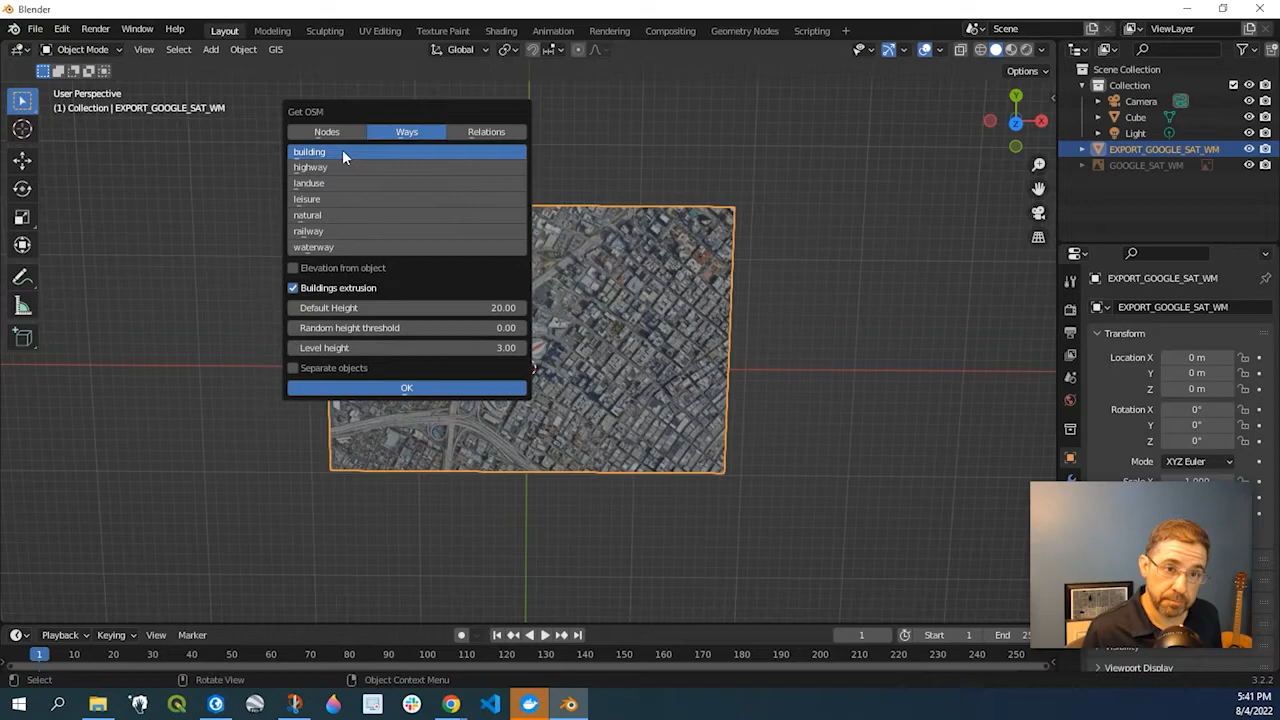 Blender
File Edit Render Window Help
Layout Modeling Sculpting UV Editing Texture Paint Shading Animation Rendering Compositing Geometry Nodes Scripting +
Scene
ViewLayer
Object Mode View Select Add Object GIS
Global
Options
User Perspective
(1) Collection | EXPORT_GOOGLE_SAT_WM
Get OSM
Nodes Ways Relations
building
highway
landuse
leisure
natural
railway
waterway
Elevation from object
Buildings extrusion
Default Height 20.00
Random height threshold 0.00
Level height 3.00
Separate objects
OK
Y
X
Z
Scene Collection
Collection
Camera
Cube
Light
EXPORT_GOOGLE_SAT_WM
GOOGLE_SAT_WM
EXPORT_GOOGLE_SAT_WM
EXPORT_GOOGLE_SAT_WM
Transform
Location X 0 m
Y 0 m
Z 0 m
Rotation X 0°
Y 0°
Z 0°
Mode XYZ Euler
Scale X 1.000
Viewport Display
Playback Keying View Marker
1
Start 1
End 25
1 10 20 30 40 50 60 70 80 90 100 110 120 130 140 150 160 170 180 190 200 210 220 230 240 250
Select
Rotate View
Object Context Menu
3.2.2
5:41 PM
8/4/2022